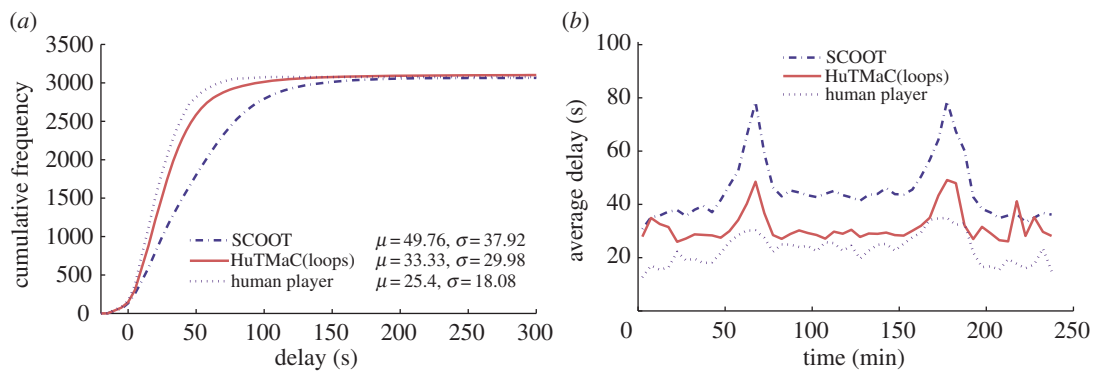 (a)
3500
3000
2500
2000
1500
1000
500
0
cumulative frequency
SCOOT μ=49.76, σ=37.92
HuTMaC(loops) μ=33.33, σ=29.98
human player μ=25.4, σ=18.08
0 50 100 150 200 250 300
delay (s)
(b)
100
80
60
40
20
average delay (s)
SCOOT
HuTMaC(loops)
human player
0 50 100 150 200 250
time (min)